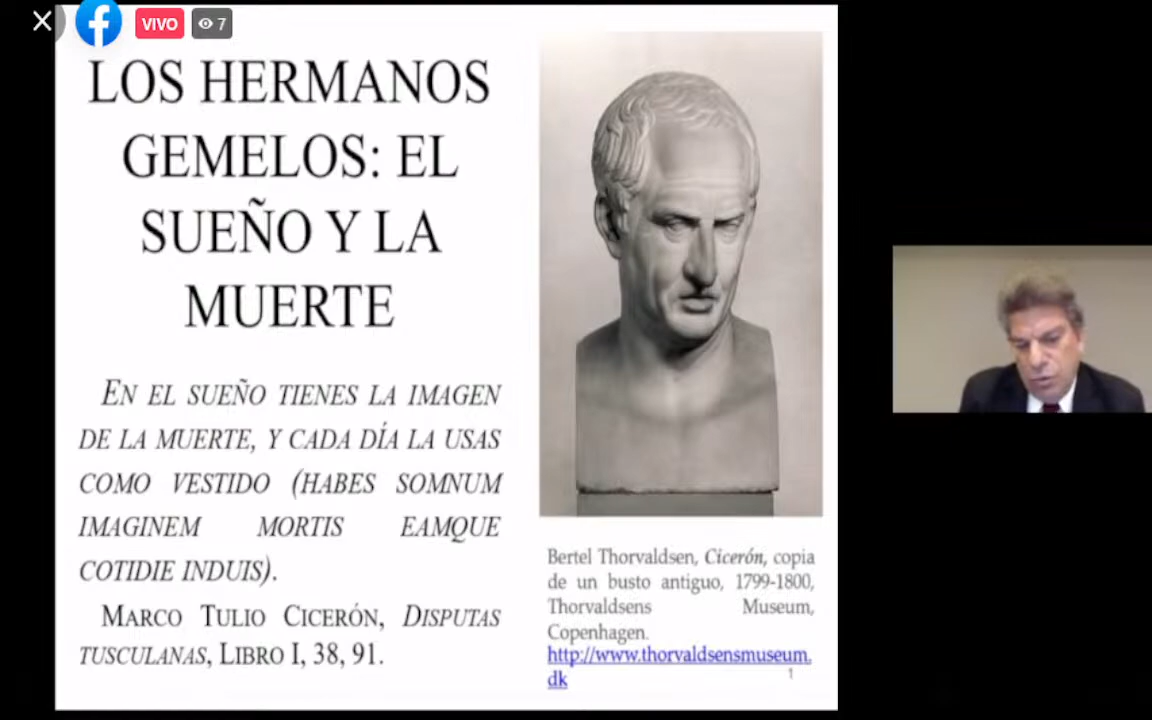 VIVO
7
LOS HERMANOS
GEMELOS: EL
SUEÑO Y LA
MUERTE
EN EL SUEÑO TIENES LA IMAGEN
DE LA MUERTE, Y CADA DÍA LA USAS
COMO VESTIDO (HABES SOMNUM
IMAGINEM MORTIS EAMQUE
COTIDIE INDUIS).
MARCO TULIO CICERÓN, DISPUTAS
TUSCULANAS, LIBRO I, 38, 91.
Bertel Thorvaldsen, Cicerón, copia
de un busto antiguo, 1799-1800,
Thorvaldsens Museum,
Copenhagen.
http://www.thorvaldsensmuseum.
dk
1